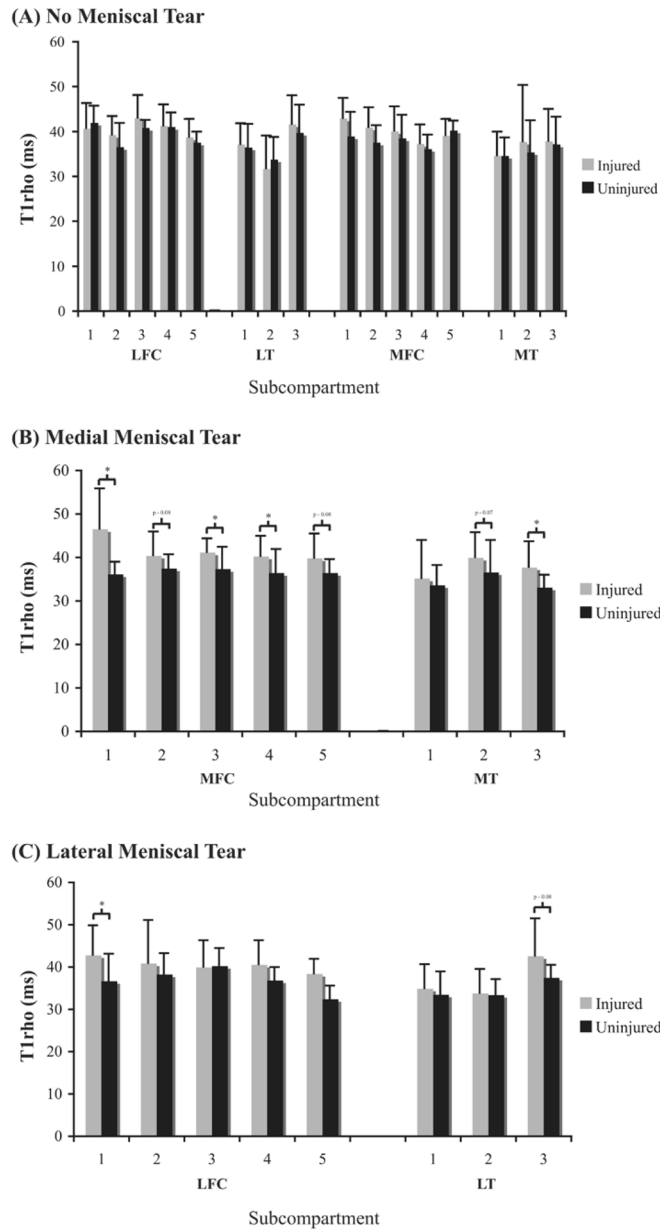 (A) No Meniscal Tear
60
50
40
30
20
10
0
T1rho (ms)
Injured
Uninjured
1 2 3 4 5 1 2 3 1 2 3 4 5 1 2 3
LFC LT MFC MT
Subcompartment
(B) Medial Meniscal Tear
60
50
40
30
20
10
0
T1rho (ms)
* * * *
p - 0.07
Injured
Uninjured
1 2 3 4 5 1 2 3
MFC MT
Subcompartment
(C) Lateral Meniscal Tear
60
50
40
30
20
10
0
T1rho (ms)
*
p - 0.08
Injured
Uninjured
1 2 3 4 5 1 2 3
LFC LT
Subcompartment